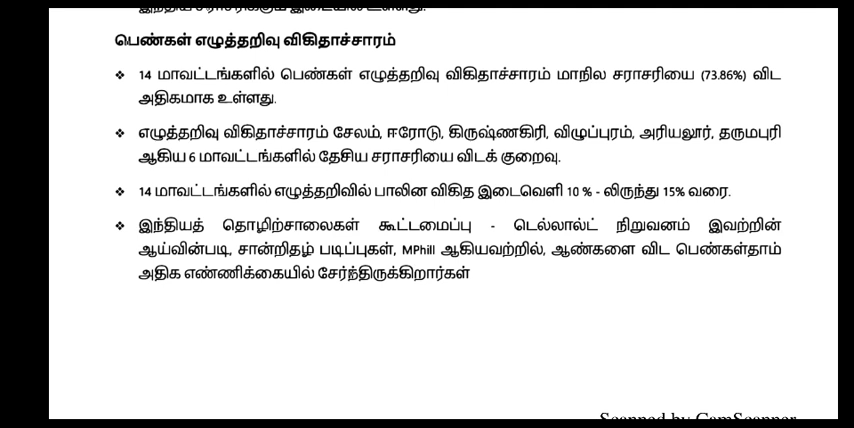 பெண்கள் எழுத்தறிவு விகிதாச்சாரம்
❖ 14 மாவட்டங்களில் பெண்கள் எழுத்தறிவு விகிதாச்சாரம் மாநில சராசரியை (73.86%) விட
அதிகமாக உள்ளது.
❖ எழுத்தறிவு விகிதாச்சாரம் சேலம், ஈரோடு, கிருஷ்ணகிரி, விழுப்புரம், அரியலூர், தருமபுரி
ஆகிய 6 மாவட்டங்களில் தேசிய சராசரியை விடக் குறைவு.
❖ 14 மாவட்டங்களில் எழுத்தறிவில் பாலின விகித இடைவெளி 10 % - லிருந்து 15% வரை.
❖ இந்தியத் தொழிற்சாலைகள் கூட்டமைப்பு - டெல்லால்ட் நிறுவனம் இவற்றின்
ஆய்வின்படி, சான்றிதழ் படிப்புகள், MPhill ஆகியவற்றில், ஆண்களை விட பெண்கள்தாம்
அதிக எண்ணிக்கையில் சேர்ந்திருக்கிறார்கள்
Scanned by CamScanner